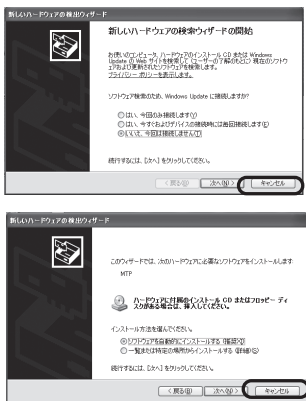 新しいハードウェアの検出ウィザード
新しいハードウェアの検索ウィザードの開始
お使いのコンピュータ、ハードウェアのインストール CD または Windows
Update の Web サイトを検索して (ユーザーの了解のもとに) 現在のソフトウ
ェアおよび更新されたソフトウェアを検索します。
プライバシー ポリシーを表示します。
ソフトウェア検索のため、Windows Update に接続しますか?
はい、今回のみ接続します(Y)
はい、今すぐおよびデバイスの接続時には毎回接続します(E)
いいえ、今回は接続しません(T)
続行するには、[次へ] をクリックしてください。
< 戻る(B)
次へ(N) >
キャンセル
新しいハードウェアの検出ウィザード
このウィザードでは、次のハードウェアに必要なソフトウェアをインストールします:
MTP
ハードウェアに付属のインストール CD またはフロッピー ディ
スクがある場合は、挿入してください。
インストール方法を選んでください。
ソフトウェアを自動的にインストールする (推奨)(I)
一覧または特定の場所からインストールする (詳細)(S)
続行するには、[次へ] をクリックしてください。
< 戻る(B)
次へ(N) >
キャンセル